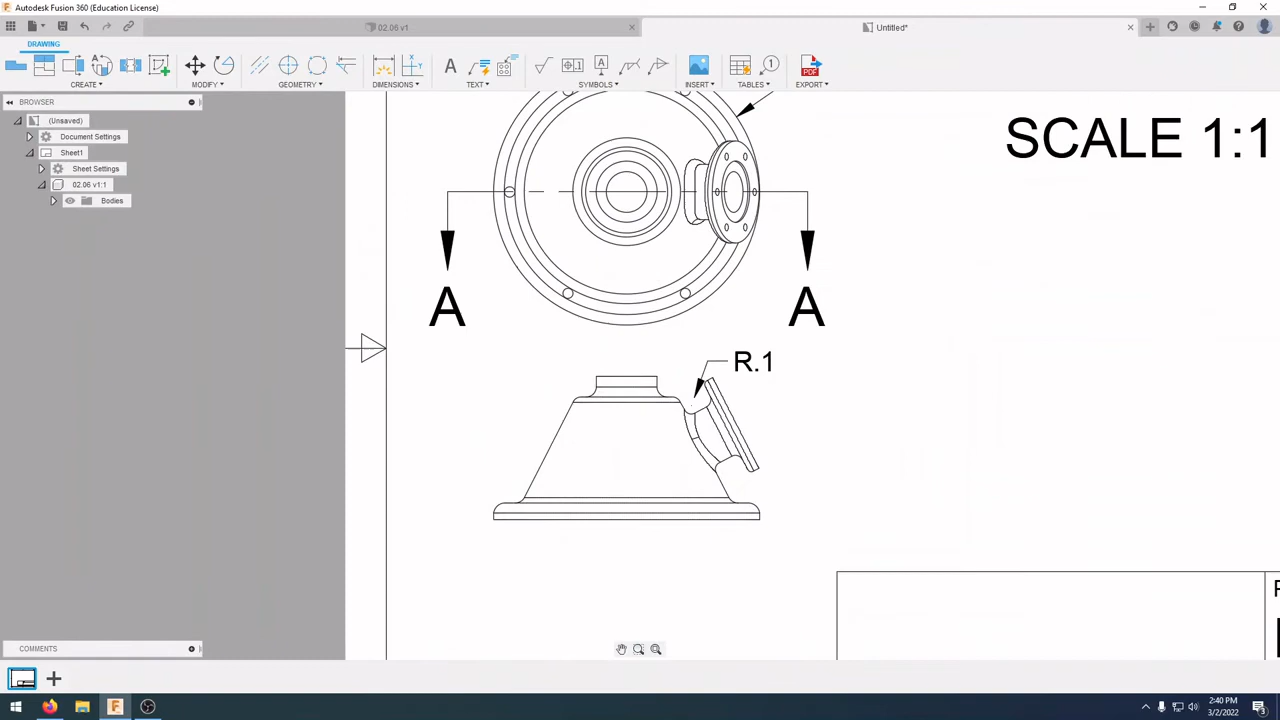 Autodesk Fusion 360 (Education License)
02.06 v1
Untitled*
DRAWING
CREATE
MODIFY
GEOMETRY
DIMENSIONS
TEXT
SYMBOLS
INSERT
TABLES
EXPORT
BROWSER
(Unsaved)
Document Settings
Sheet1
Sheet Settings
02.06 v1:1
Bodies
SCALE 1:1
A
A
R.1
COMMENTS
2:40 PM
3/2/2022